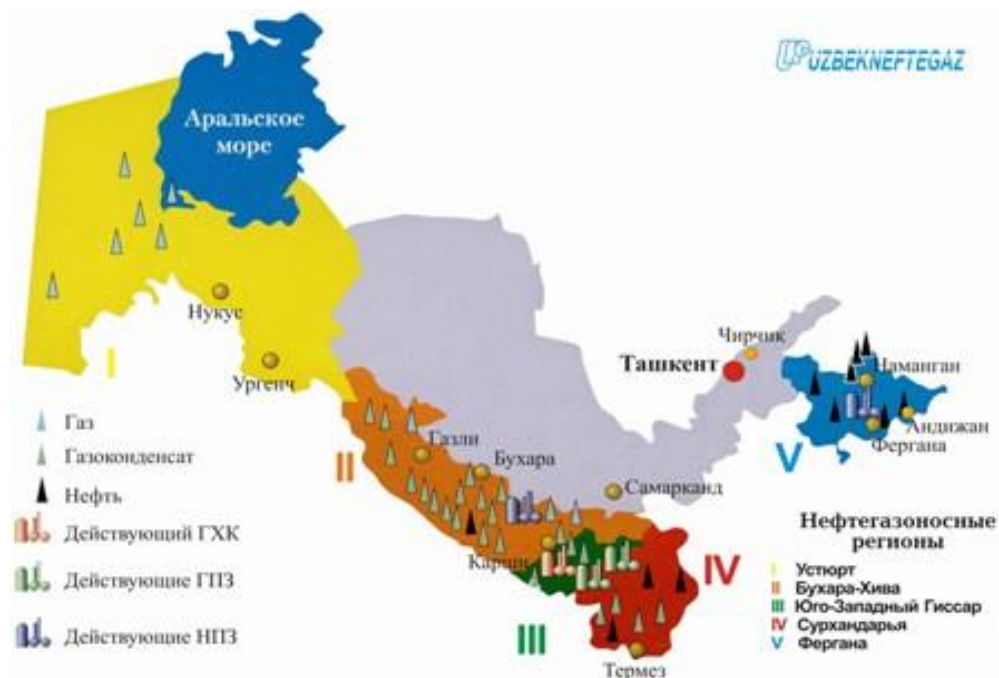 UZBEKNEFTEGAZ
Аральское
море
Нукус
Ургенч
I
Чирчик
Ташкент
Наманган
Андижан
Фергана
V
Газ
Газоконденсат
Нефть
Действующий ГХК
Действующие ГПЗ
Действующие НПЗ
II
Газли
Бухара
Самарканд
Карши
III
IV
Термез
Нефтегазоносные
регионы
I Устюрт
II Бухара-Хива
III Юго-Западный Гиссар
IV Сурхандарья
V Фергана